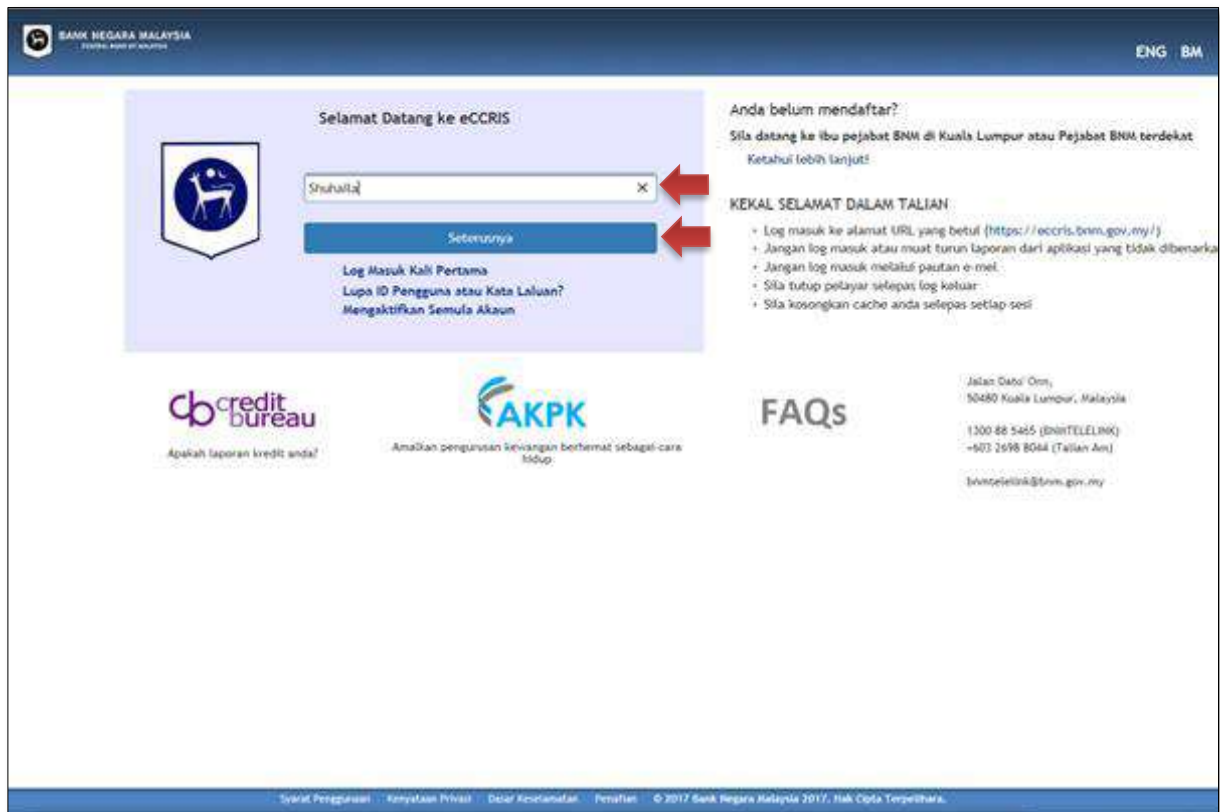 BANK NEGARA MALAYSIA
CENTRAL BANK OF MALAYSIA
ENG BM
Selamat Datang ke eCCRIS
Shuhaita
Seterusnya
Log Masuk Kali Pertama
Lupa ID Pengguna atau Kata Laluan?
Mengaktifkan Semula Akaun
Anda belum mendaftar?
Sila datang ke ibu pejabat BNM di Kuala Lumpur atau Pejabat BNM terdekat
Ketahui lebih lanjut!
KEKAL SELAMAT DALAM TALIAN
Log masuk ke alamat URL yang betul (https://eccris.bnm.gov.my/)
Jangan log masuk atau muat turun laporan dari aplikasi yang tidak dibenarka
Jangan log masuk melalui pautan e-mel
Sila tutup pelayar selepas log keluar
Sila kosongkan cache anda selepas setiap sesi
cb credit bureau
Apakah laporan kredit anda?
AKPK
Amalkan pengurusan kewangan berhemat sebagai cara
hidup
FAQs
Jalan Dato' Onn,
50480 Kuala Lumpur, Malaysia
1300 88 5465 (BNMTELELINK)
+603 2698 8044 (Talian Am)
bnmtelelink@bnm.gov.my
Syarat Penggunaan Kenyataan Privasi Dasar Keselamatan Penafian © 2017 Bank Negara Malaysia 2017. Hak Cipta Terpelihara.